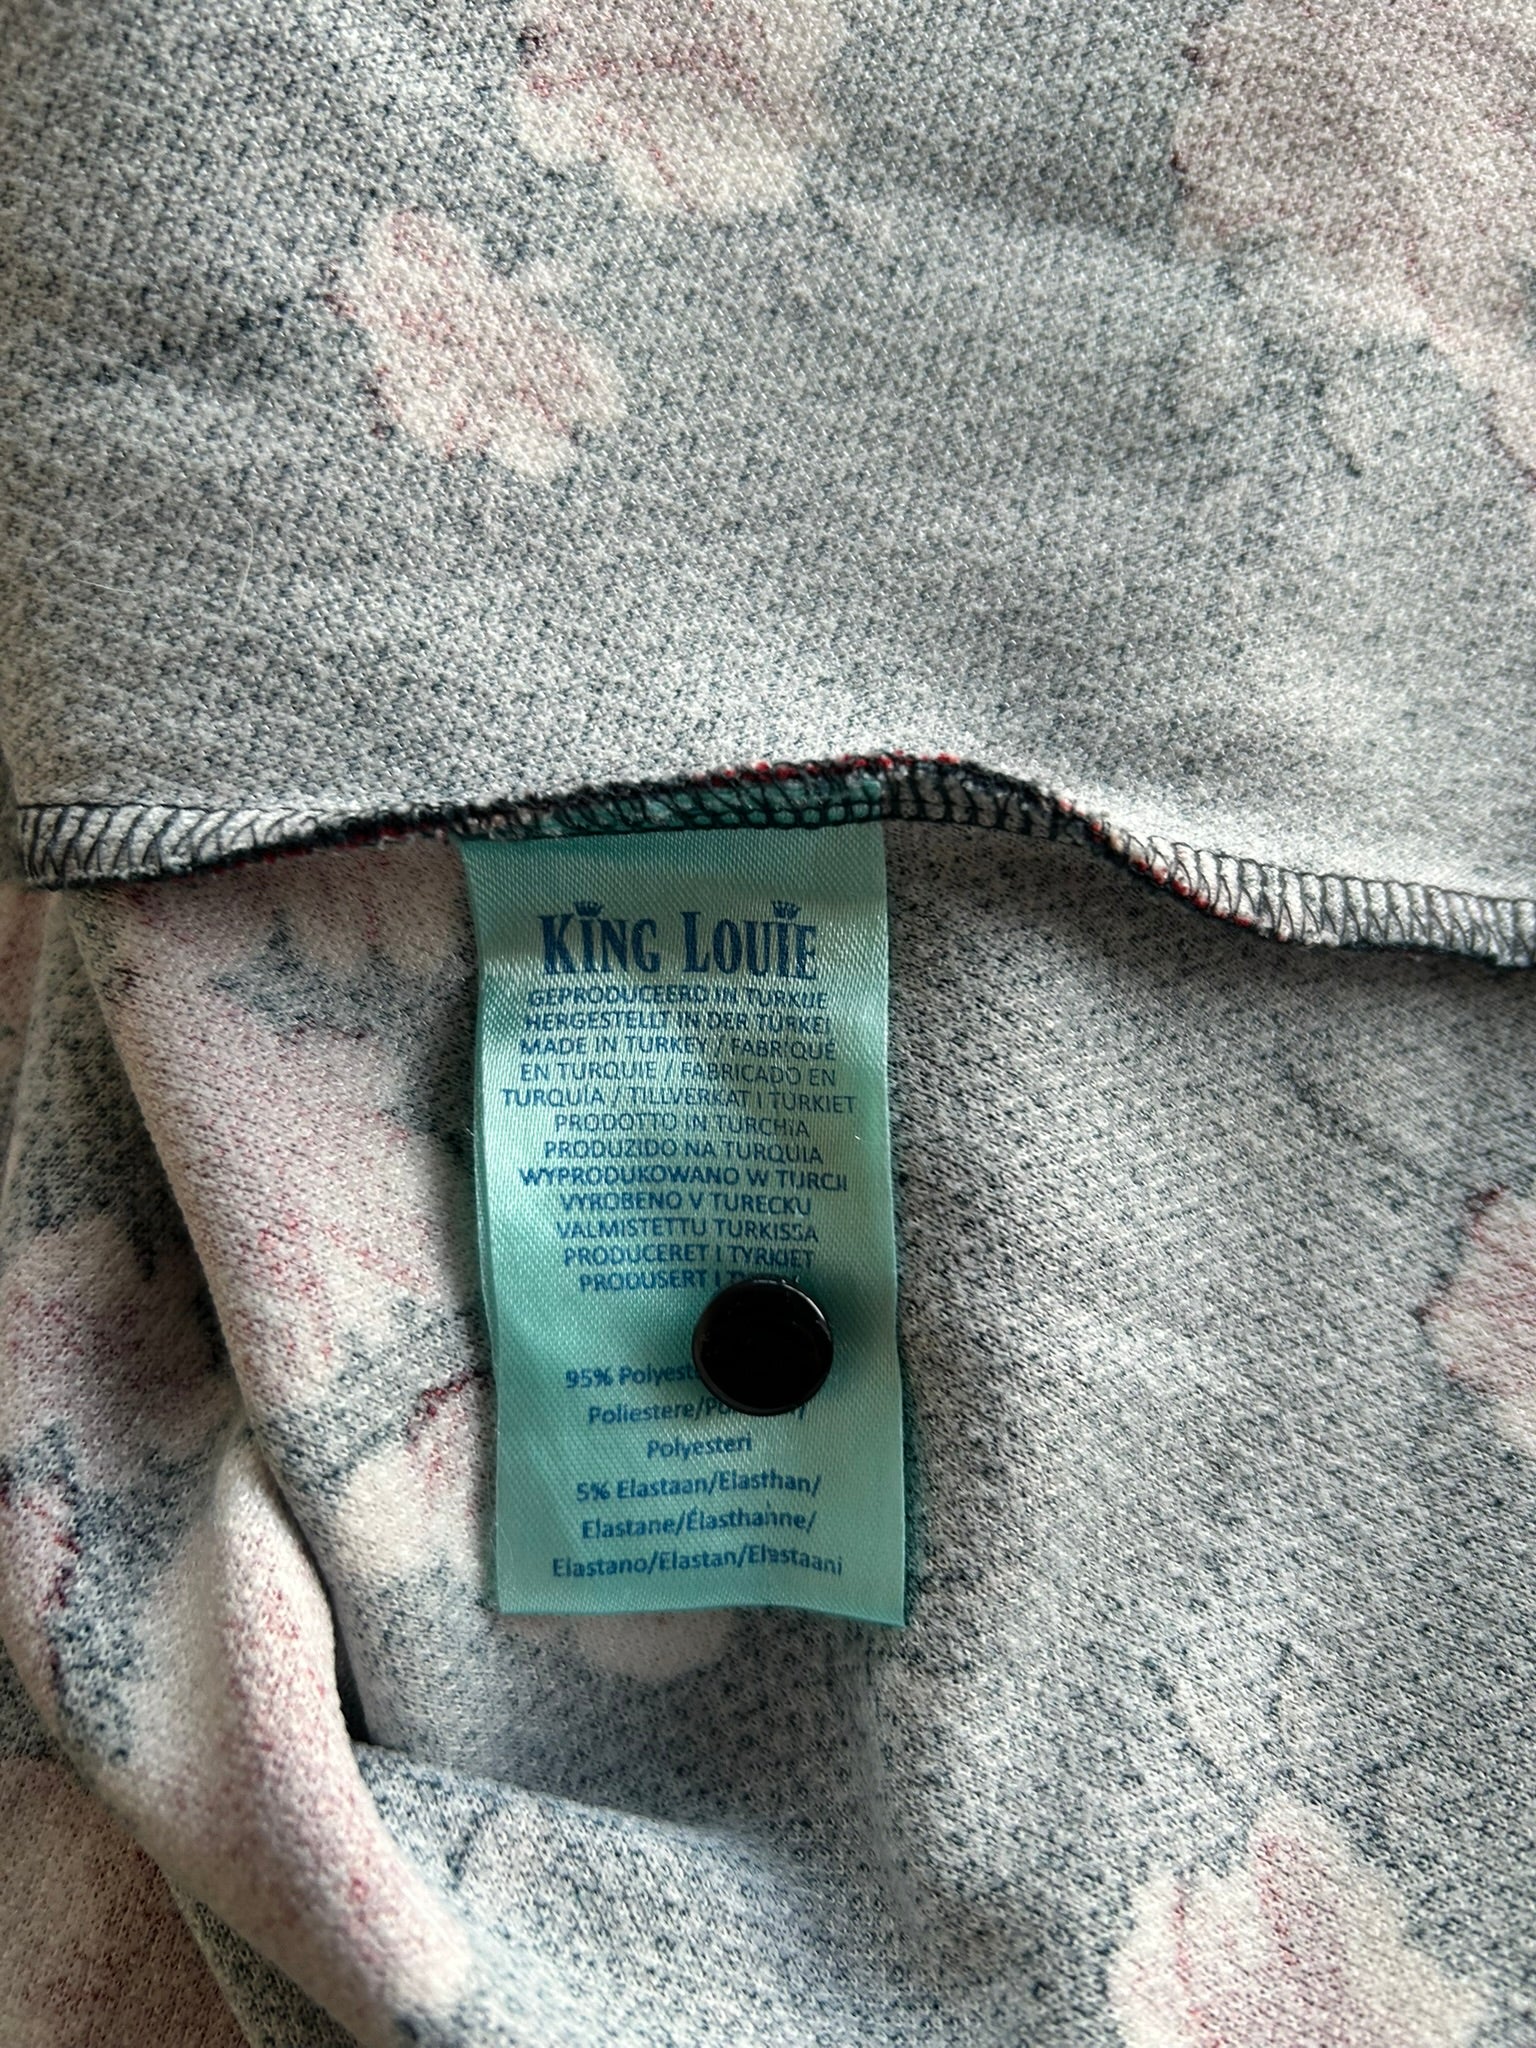 KING LOUIE
GEPRODUCEERD IN TURKIJE
HERGESTELLT IN DER TÜRKEI
MADE IN TURKEY / FABRIQUÉ
EN TURQUIE / FABRICADO EN
TURQUÍA / TILLVERKAT I TURKIET
PRODOTTO IN TURCHIA
PRODUZIDO NA TURQUIA
WYPRODUKOWANO W TURCJI
VYROBENO V TURECKU
VALMISTETTU TURKISSA
PRODUCERET I TYRKIET
PRODUSERT I
95%
Poliestere/
Polyesteri
5% Elastaan/Elasthan/
Elastane/Élasthanne/
Elastano/Elastan/Elastaani